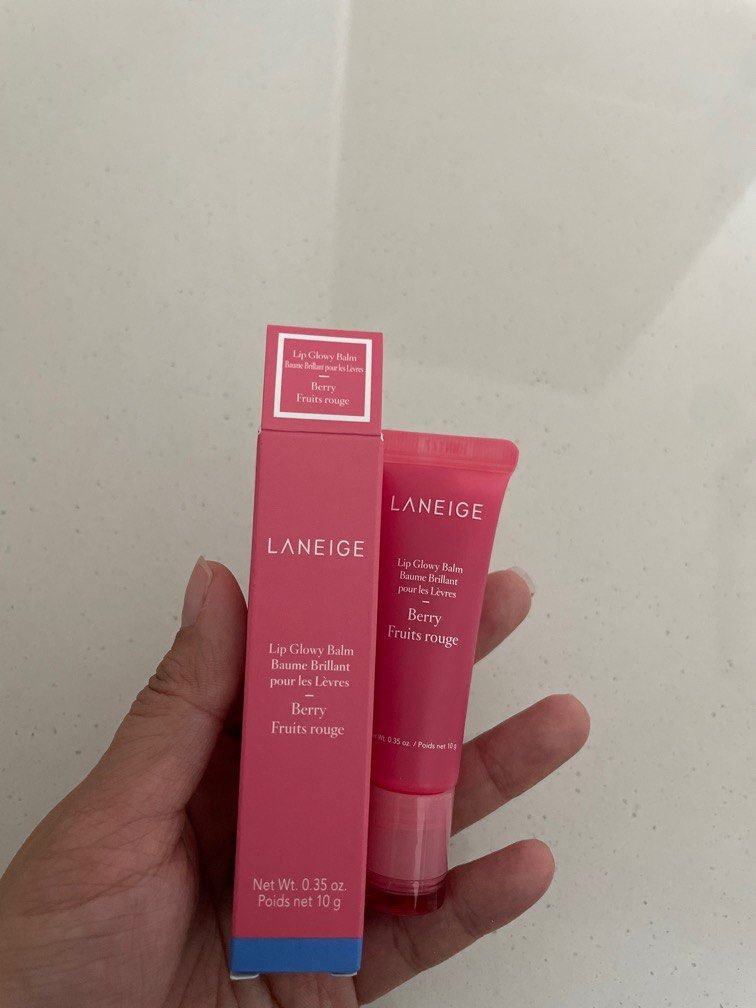 Lip Glowy Balm
Baume Brillant pour les Lèvres
Berry
Fruits rouge
LANEIGE
Lip Glowy Balm
Baume Brillant
pour les Lèvres
Berry
Fruits rouge
Net Wt. 0.35 oz.
Poids net 10 g
LANEIGE
Lip Glowy Balm
Baume Brillant
pour les Lèvres
Berry
Fruits rouge
Wt. 0.35 oz. / Poids net 10 g